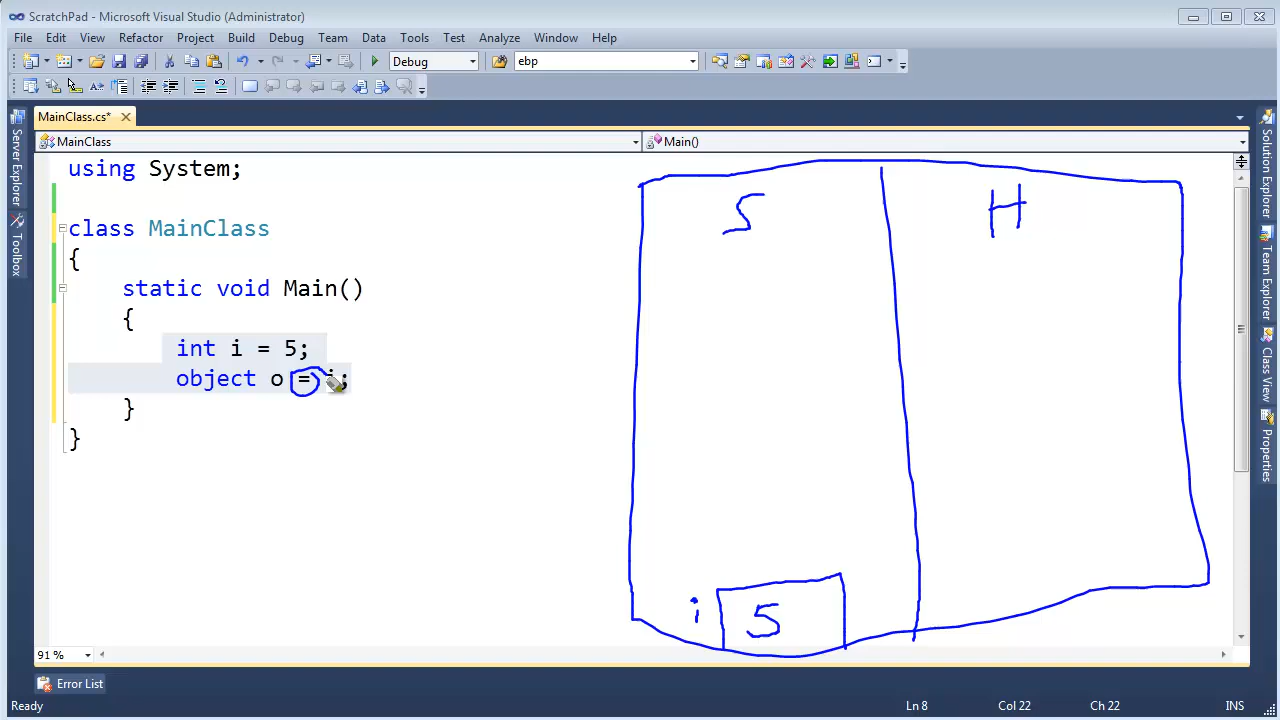 ScratchPad - Microsoft Visual Studio (Administrator)
File Edit View Refactor Project Build Debug Team Data Tools Test Analyze Window Help
Debug ebp
MainClass.cs*
MainClass Main()
using System;
class MainClass
{
static void Main()
{
int i = 5;
object o = i;
}
}
S H
i 5
Server Explorer
Toolbox
Solution Explorer
Team Explorer
Class View
Properties
91 %
Error List
Ready Ln 8 Col 22 Ch 22 INS